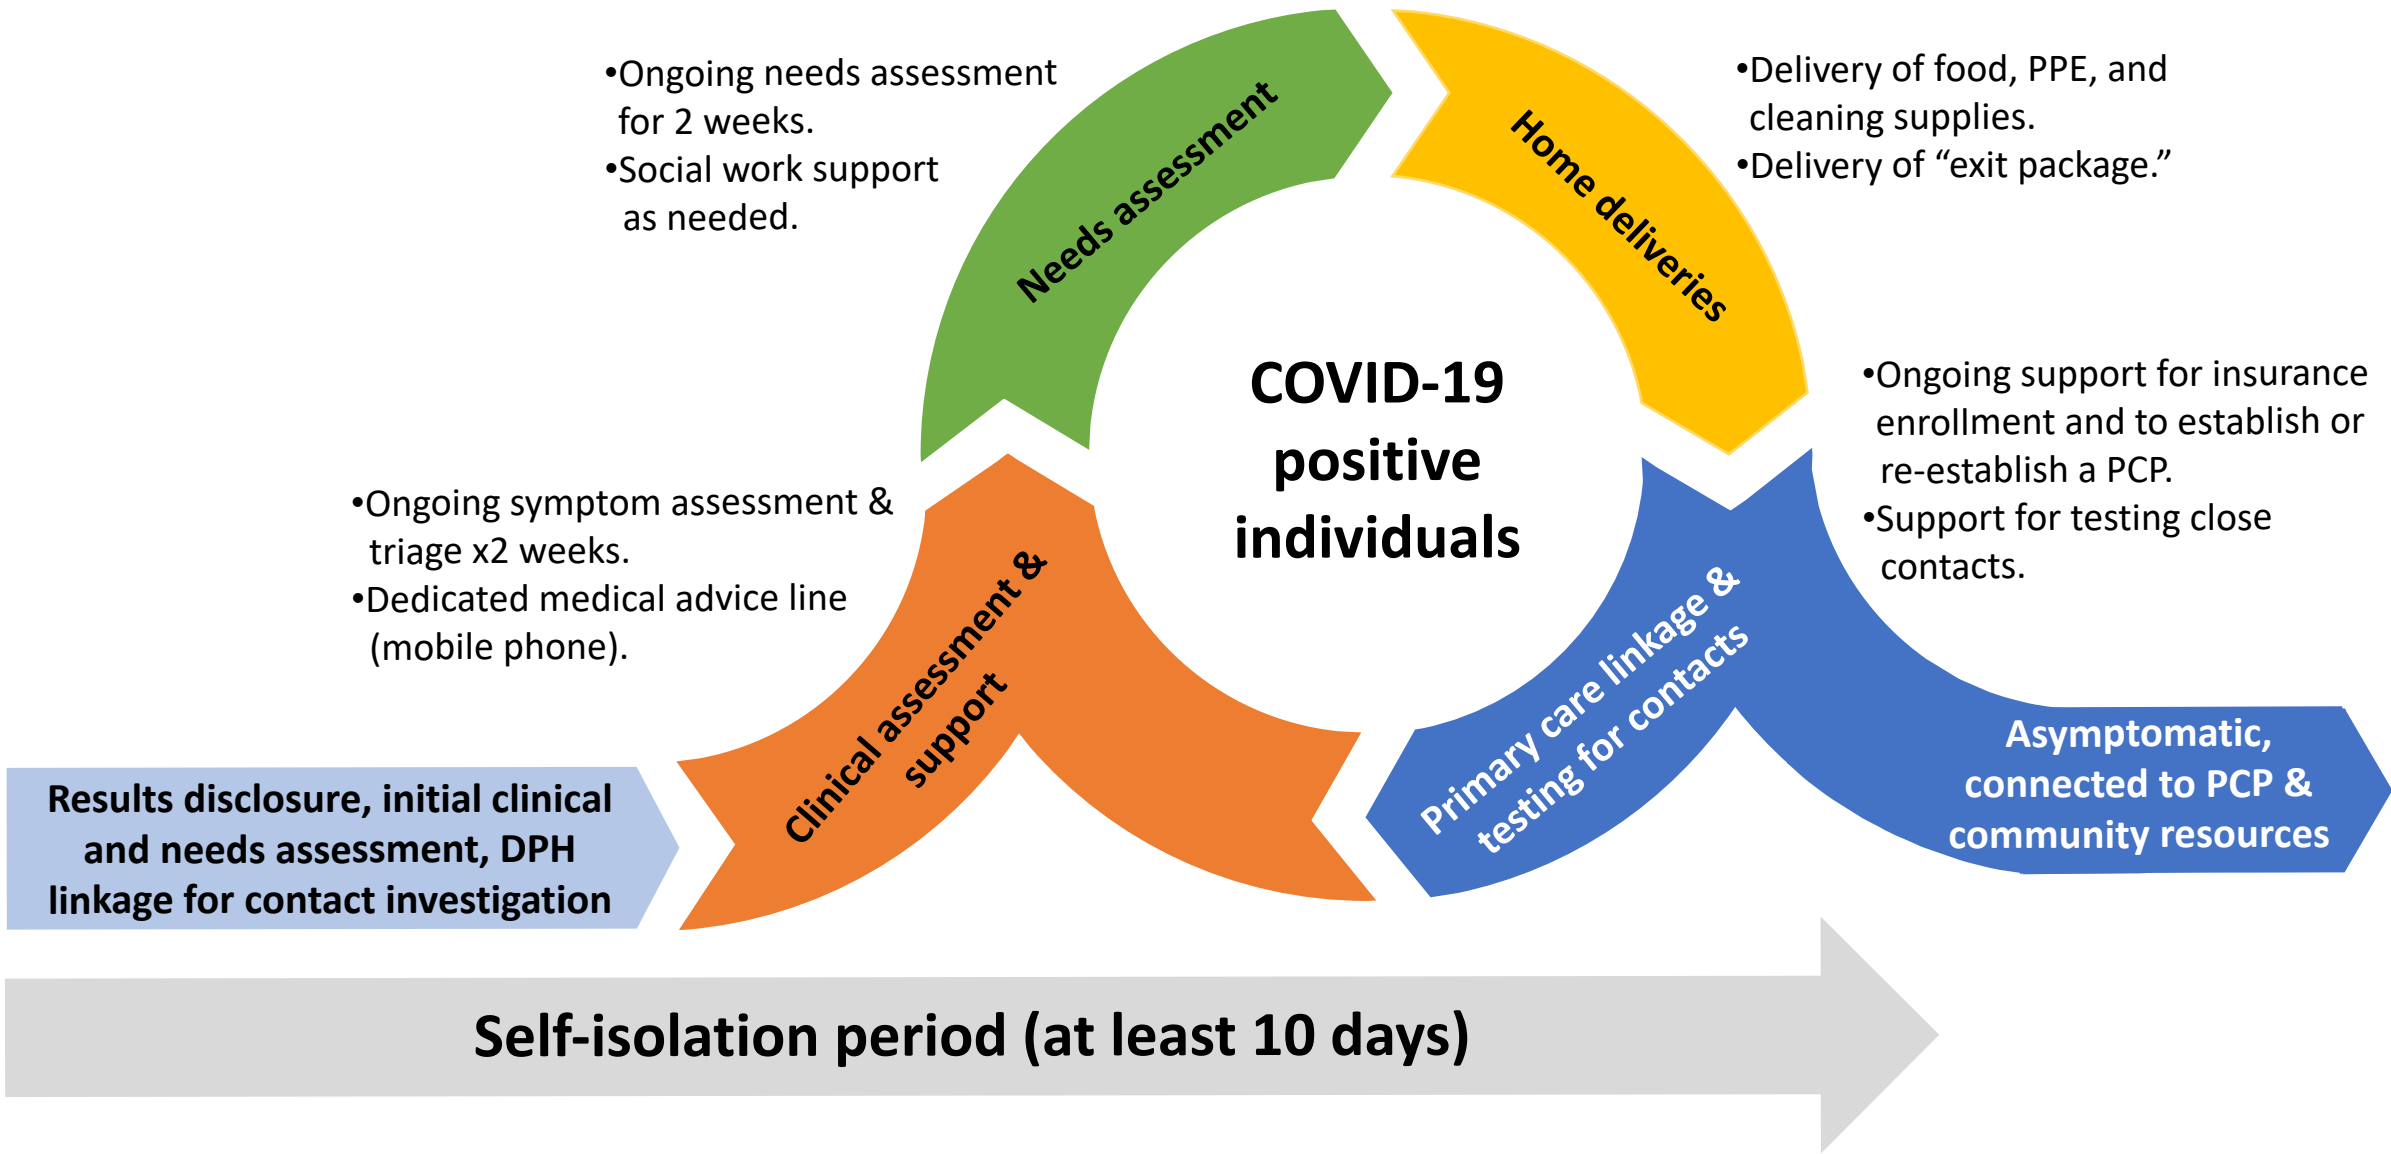 •Ongoing needs assessment
for 2 weeks.
•Social work support
as needed.
Needs assessment
Home deliveries
•Delivery of food, PPE, and
cleaning supplies.
•Delivery of “exit package.”
COVID-19
positive
individuals
•Ongoing support for insurance
enrollment and to establish or
re-establish a PCP.
•Support for testing close
contacts.
•Ongoing symptom assessment &
triage x2 weeks.
•Dedicated medical advice line
(mobile phone).
Clinical assessment &
support
Primary care linkage &
testing for contacts
Results disclosure, initial clinical
and needs assessment, DPH
linkage for contact investigation
Asymptomatic,
connected to PCP &
community resources
Self-isolation period (at least 10 days)